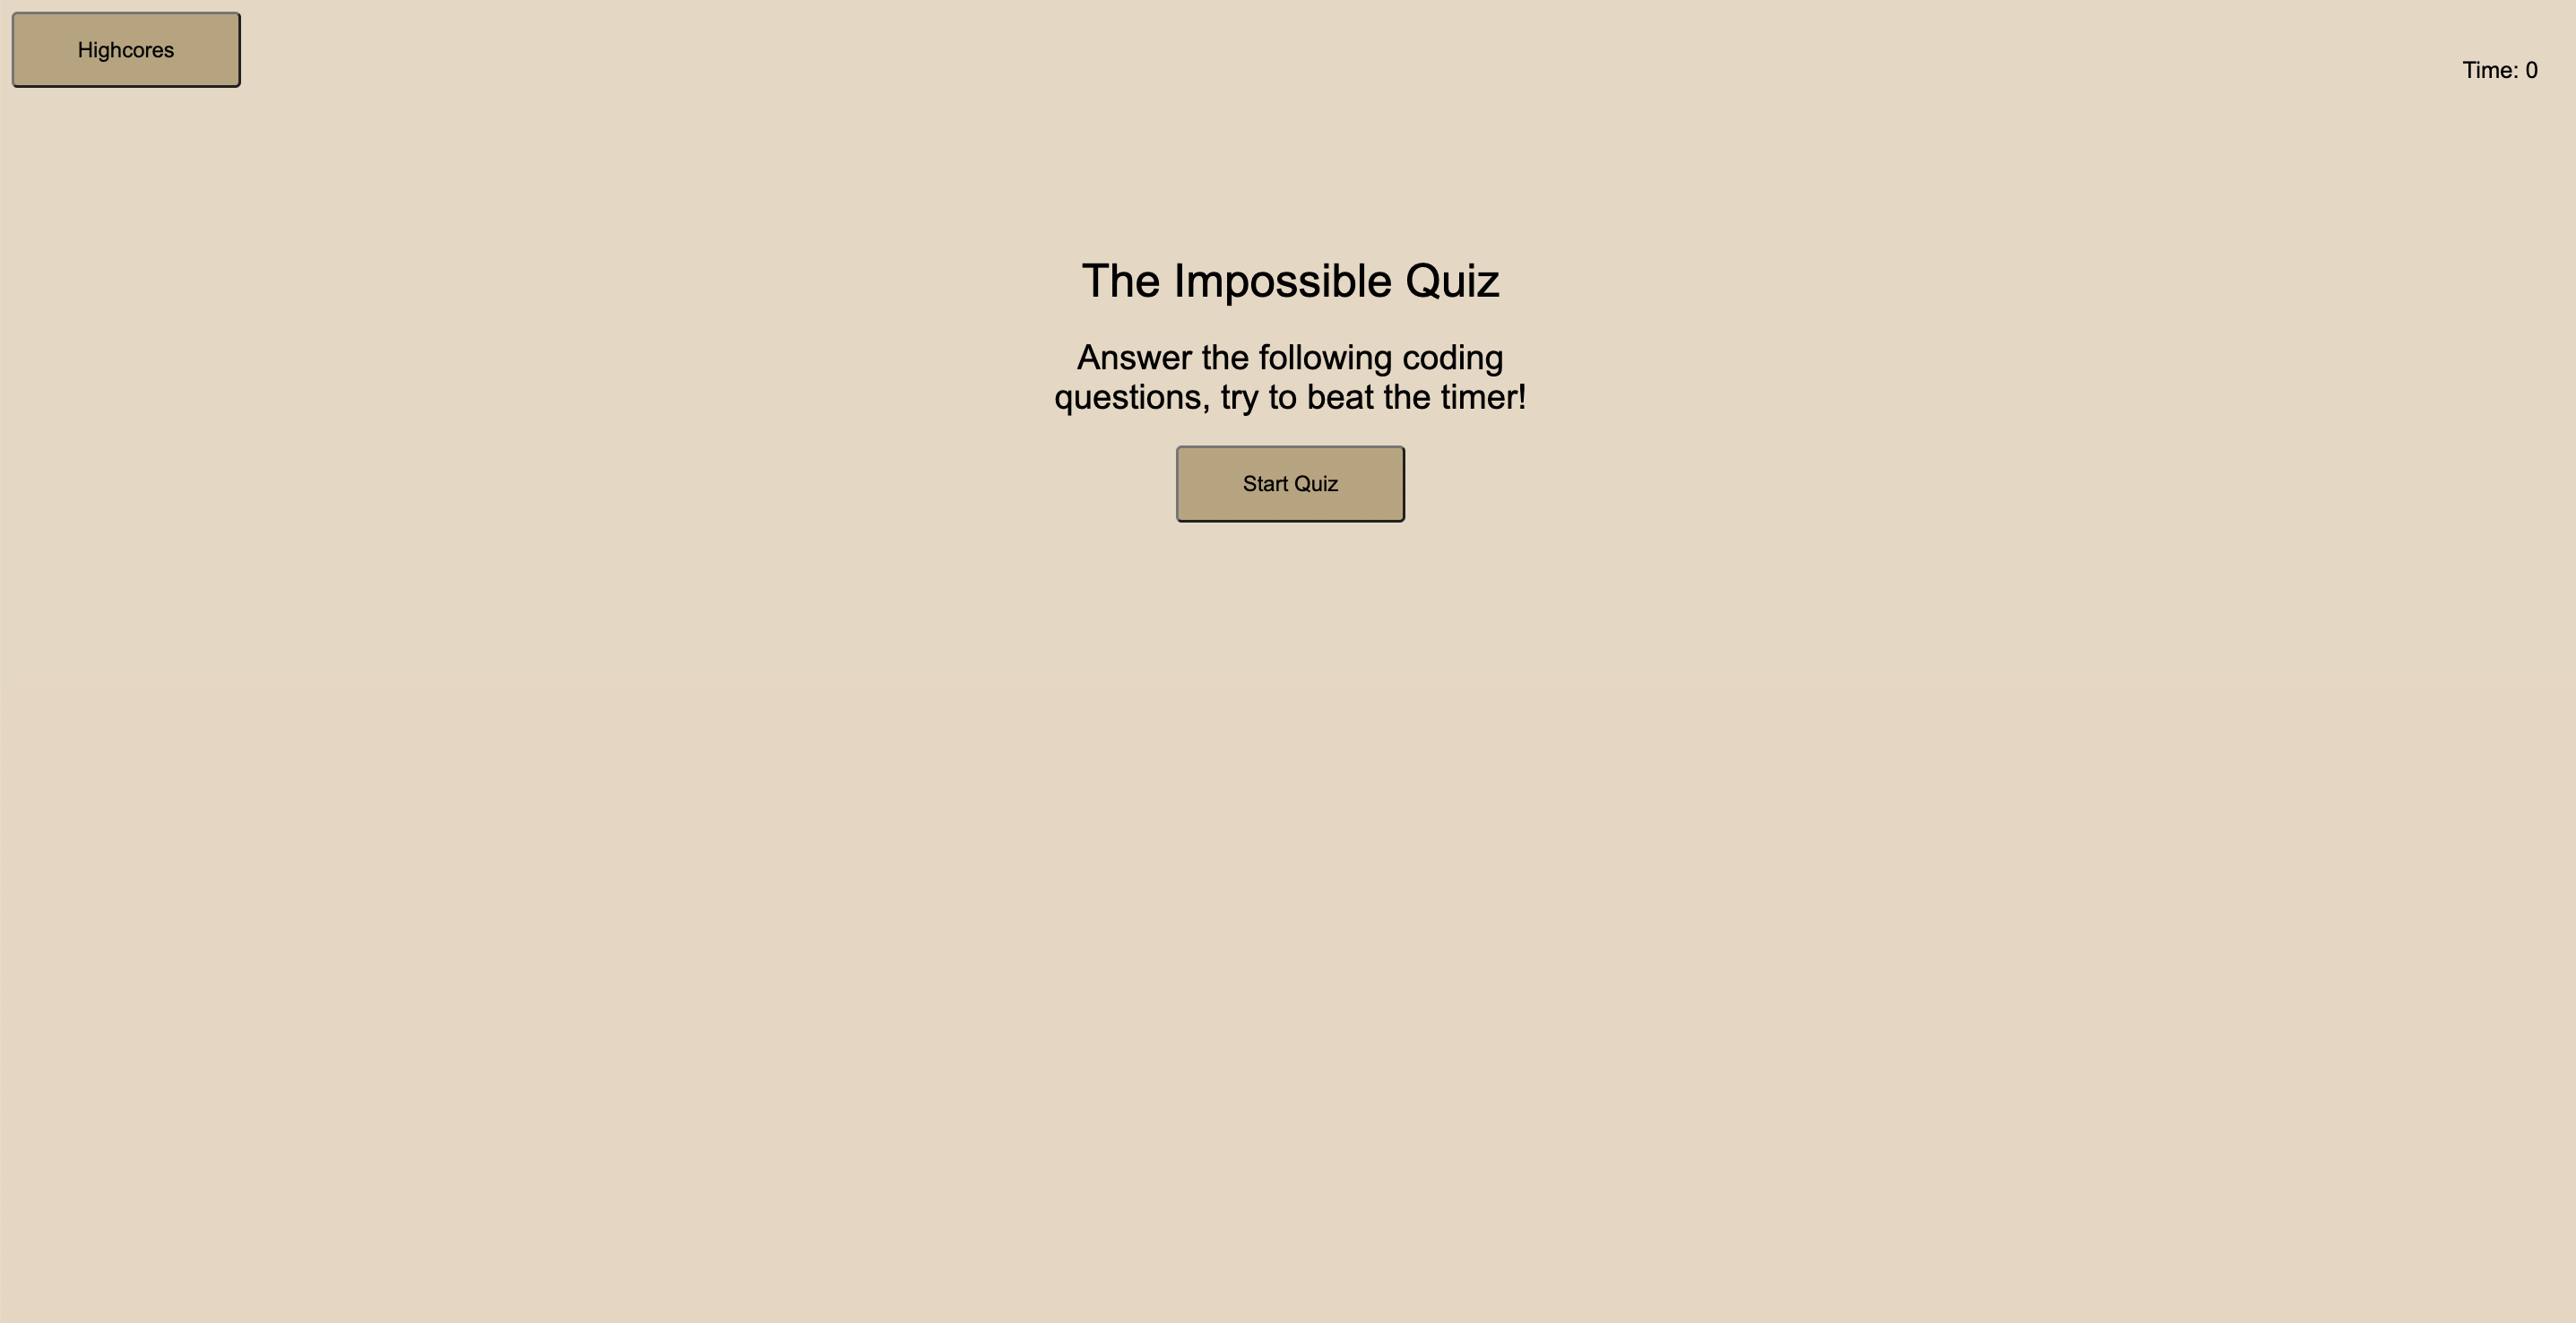 Highcores
Time: 0
The Impossible Quiz
Answer the following coding
questions, try to beat the timer!
Start Quiz